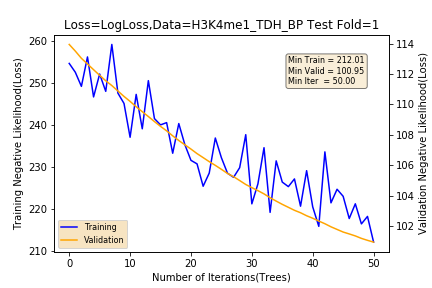 Loss=LogLoss,Data=H3K4me1_TDH_BP Test Fold=1
Training Negative Likelihood(Loss)
260
250
240
230
220
210
Min Train = 212.01
Min Valid = 100.95
Min Iter  = 50.00
Training
Validation
114
112
110
108
106
104
102
Validation Negative Likelihood(Loss)
0
10
20
30
40
50
Number of Iterations(Trees)